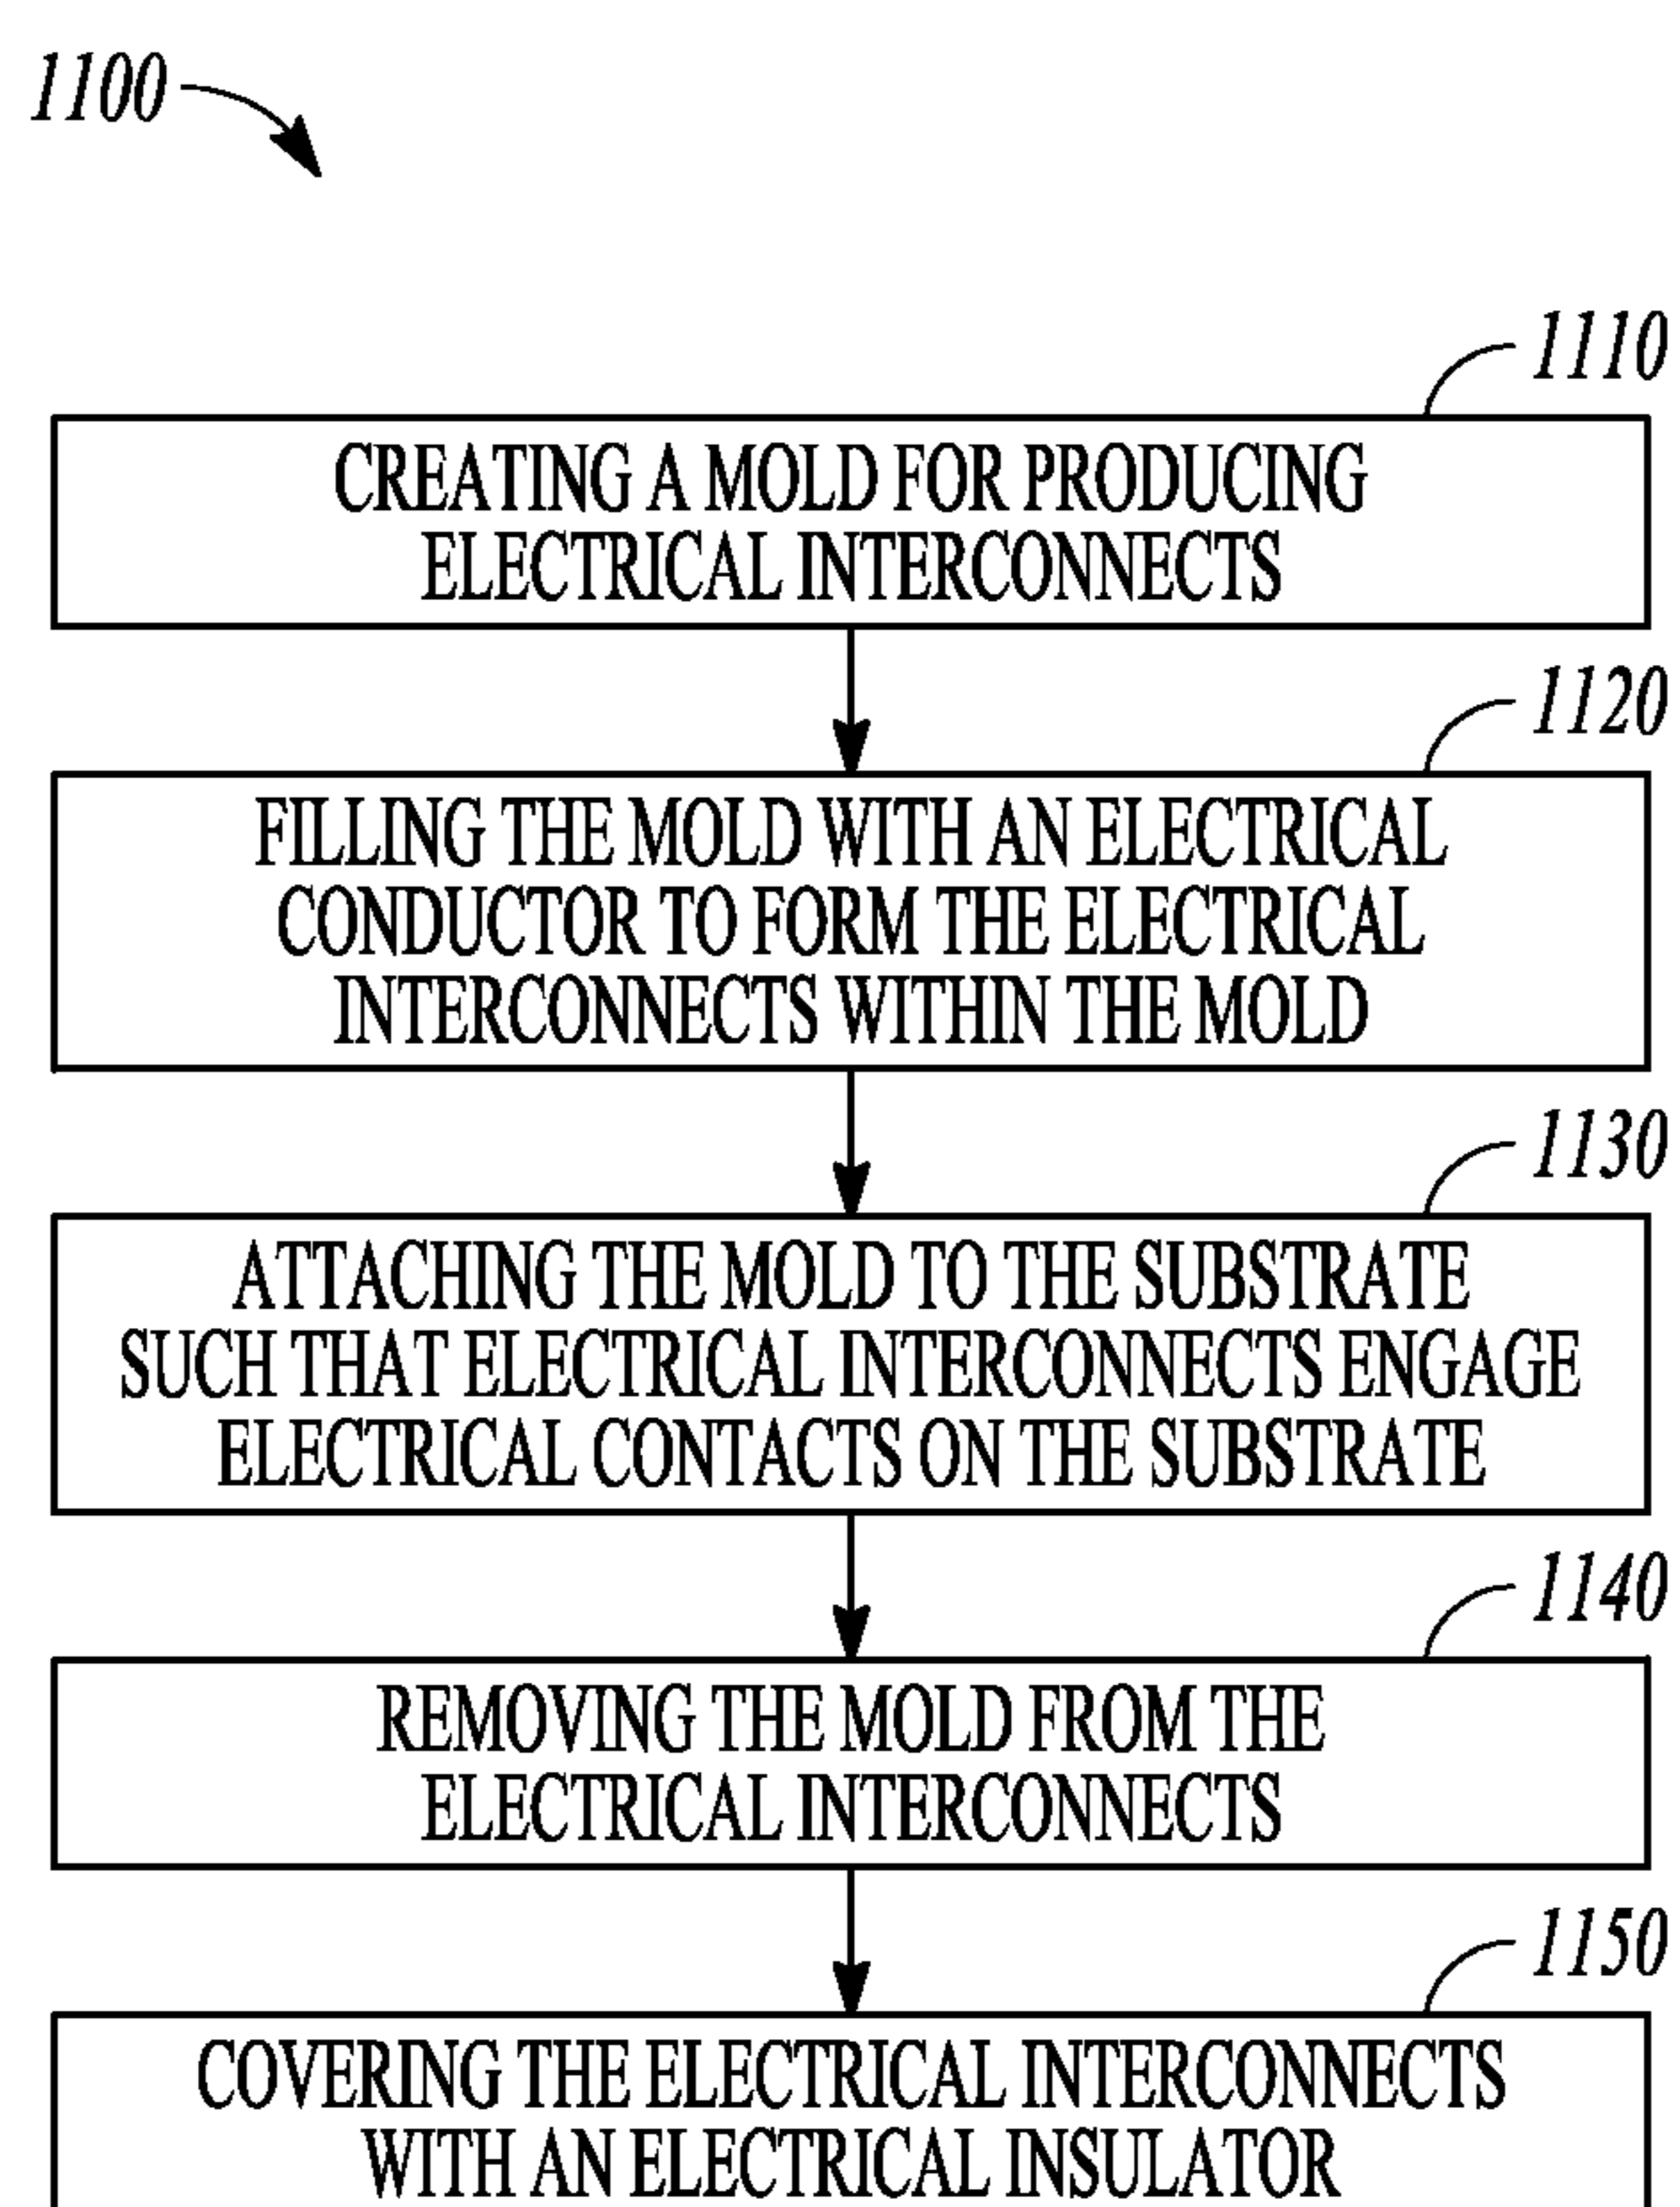 1100
1110
CREATING A MOLD FOR PRODUCING
ELECTRICAL INTERCONNECTS
1120
FILLING THE MOLD WITH AN ELECTRICAL
CONDUCTOR TO FORM THE ELECTRICAL
INTERCONNECTS WITHIN THE MOLD
1130
ATTACHING THE MOLD TO THE SUBSTRATE
SUCH THAT ELECTRICAL INTERCONNECTS ENGAGE
ELECTRICAL CONTACTS ON THE SUBSTRATE
1140
REMOVING THE MOLD FROM THE
ELECTRICAL INTERCONNECTS
1150
COVERING THE ELECTRICAL INTERCONNECTS
WITH AN ELECTRICAL INSULATOR